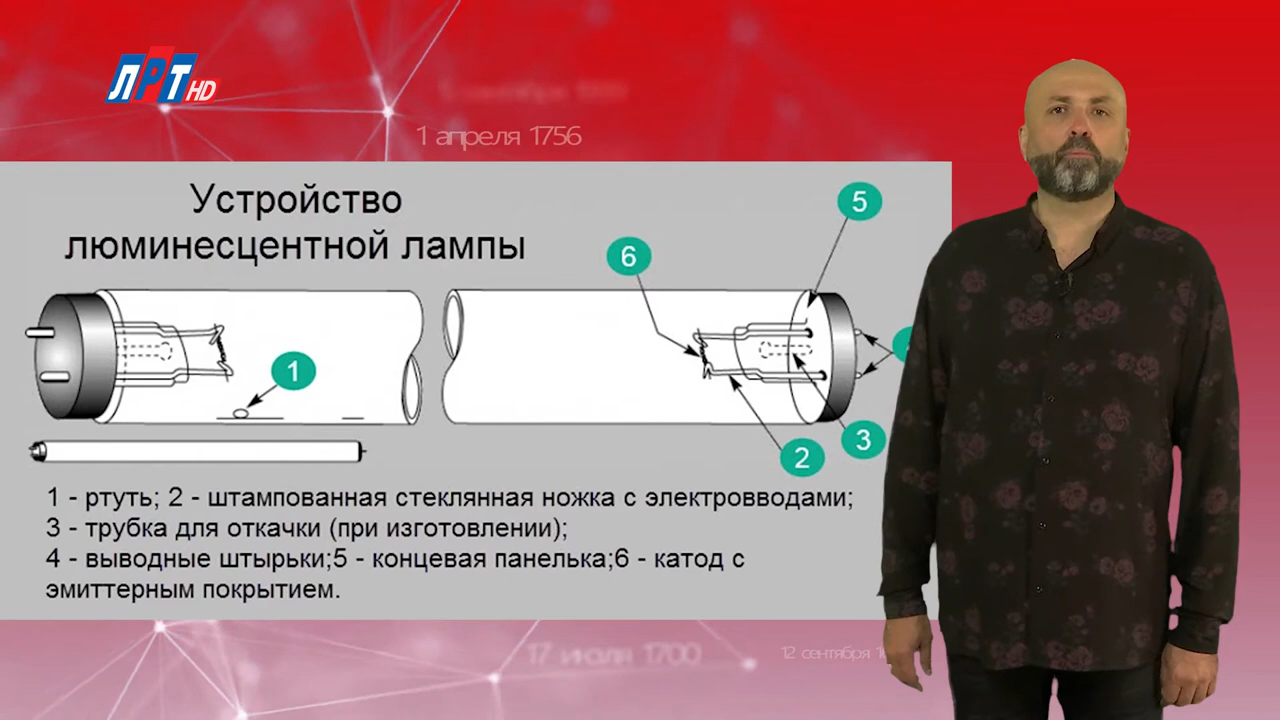 ЛРТ HD
1 апреля 1756
Устройство
люминесцентной лампы
5
6
1
3
2
1 - ртуть; 2 - штампованная стеклянная ножка с электровводами;
3 - трубка для откачки (при изготовлении);
4 - выводные штырьки;5 - концевая панелька;6 - катод с
эмиттерным покрытием.
17 июля 1700
12 сентября